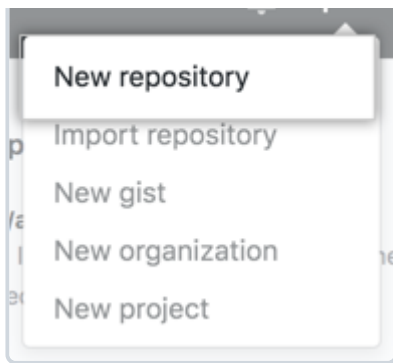 New repository
Import repository
New gist
New organization
New project